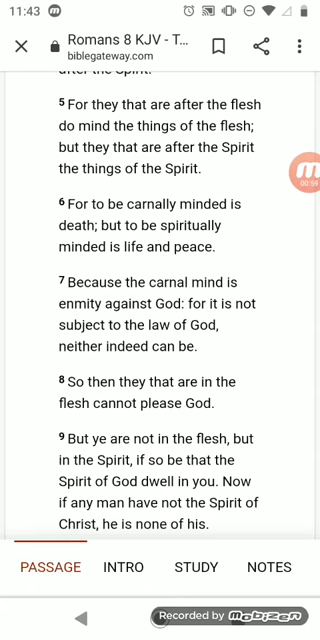 11:43
Romans 8 KJV - T...
biblegateway.com
after the Spirit.
5 For they that are after the flesh
do mind the things of the flesh;
but they that are after the Spirit
the things of the Spirit.
00:59
6 For to be carnally minded is
death; but to be spiritually
minded is life and peace.
7 Because the carnal mind is
enmity against God: for it is not
subject to the law of God,
neither indeed can be.
8 So then they that are in the
flesh cannot please God.
9 But ye are not in the flesh, but
in the Spirit, if so be that the
Spirit of God dwell in you. Now
if any man have not the Spirit of
Christ, he is none of his.
PASSAGE INTRO STUDY NOTES
Recorded by mobizen